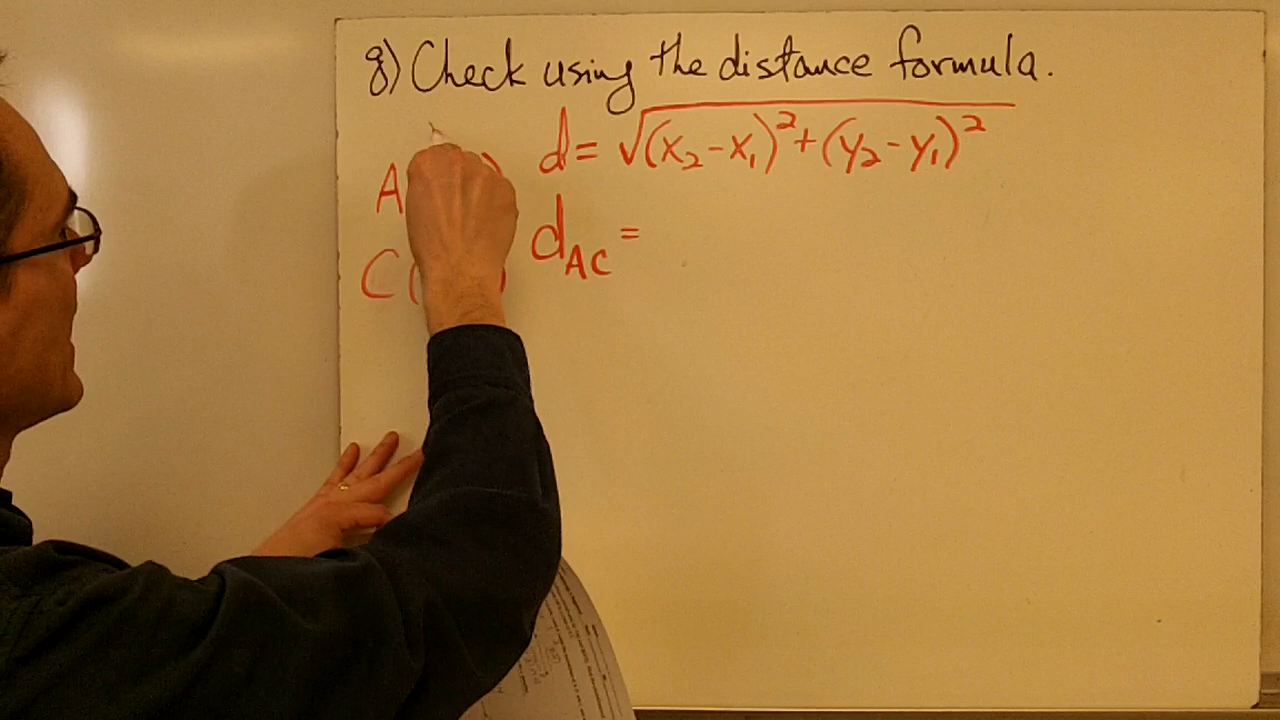 8) Check using the distance formula.
d = √(x₂-x₁)²+(y₂-y₁)²
A )
d_AC =
C ( )